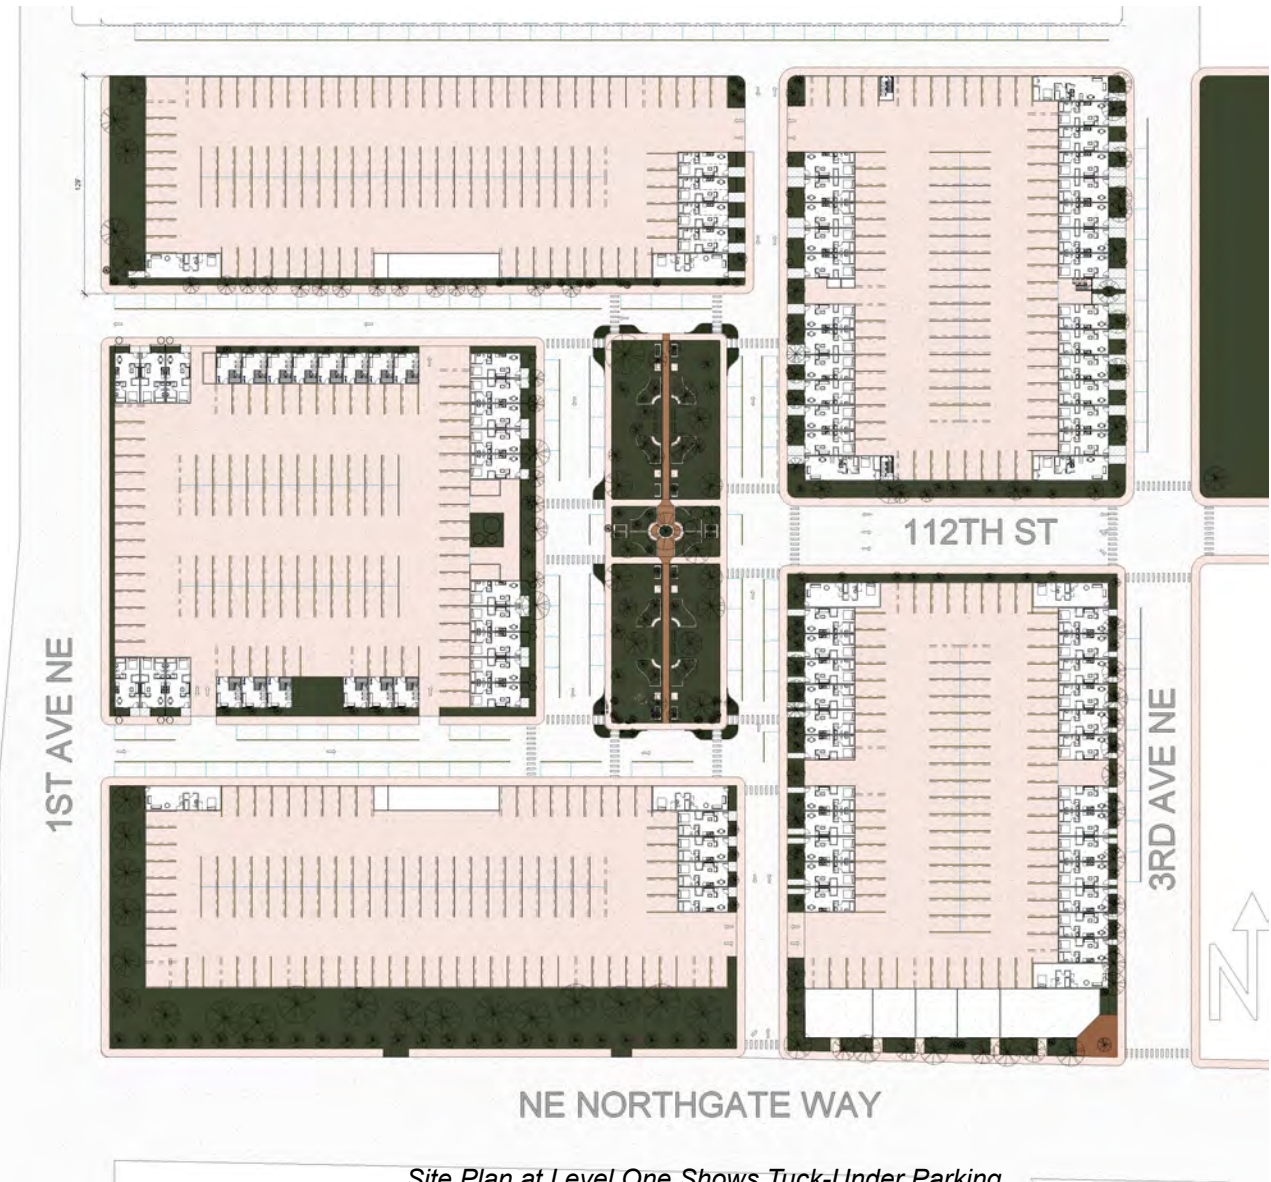 129'
112TH ST
1ST AVE NE
3RD AVE NE
N
NE NORTHGATE WAY
Site Plan at Level One Shows Tuck-Under Parking